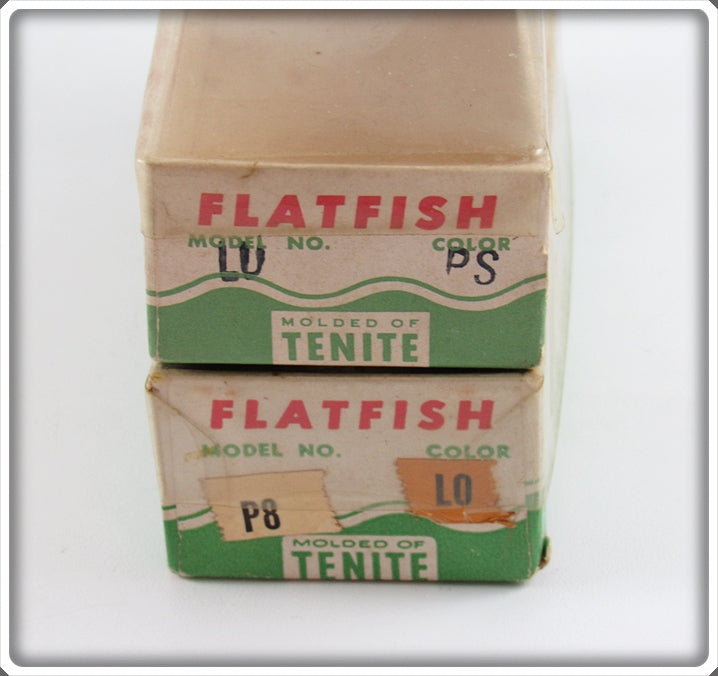 FLATFISH
MODEL NO. COLOR
LU PS
MOLDED OF
TENITE
FLATFISH
MODEL NO. COLOR
P8 LO
MOLDED OF
TENITE